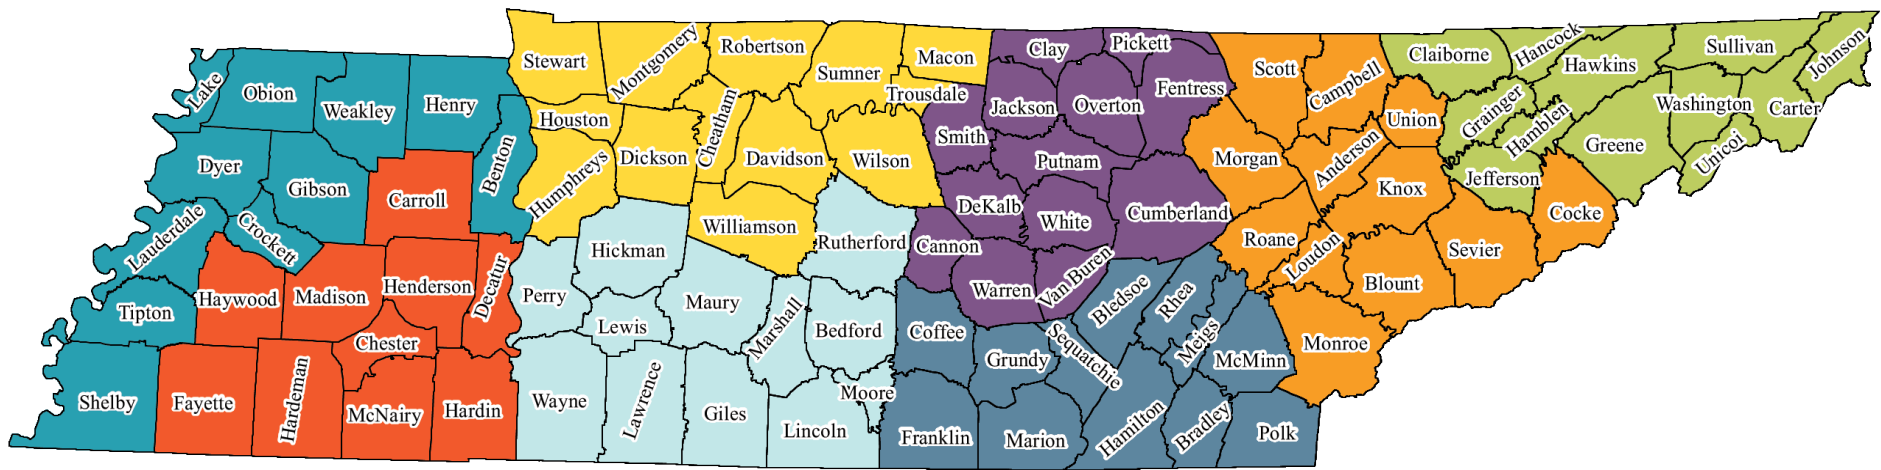 Lake
Obion
Weakley
Henry
Benton
Dyer
Gibson
Carroll
Lauderdale
Crockett
Haywood
Madison
Henderson
Decatur
Tipton
Chester
Shelby
Fayette
Hardeman
McNairy
Hardin
Stewart
Montgomery
Robertson
Sumner
Macon
Trousdale
Houston
Humphreys
Dickson
Cheatham
Davidson
Wilson
Williamson
Hickman
Rutherford
Perry
Lewis
Maury
Marshall
Bedford
Wayne
Lawrence
Giles
Lincoln
Moore
Clay
Pickett
Jackson
Overton
Fentress
Smith
Putnam
DeKalb
White
Cumberland
Cannon
Warren
Van Buren
Coffee
Grundy
Sequatchie
Bledsoe
Rhea
Meigs
McMinn
Franklin
Marion
Hamilton
Bradley
Polk
Scott
Campbell
Union
Morgan
Anderson
Knox
Roane
Loudon
Blount
Sevier
Cocke
Monroe
Claiborne
Hancock
Hawkins
Sullivan
Johnson
Grainger
Hamblen
Washington
Carter
Greene
Unicoi
Jefferson